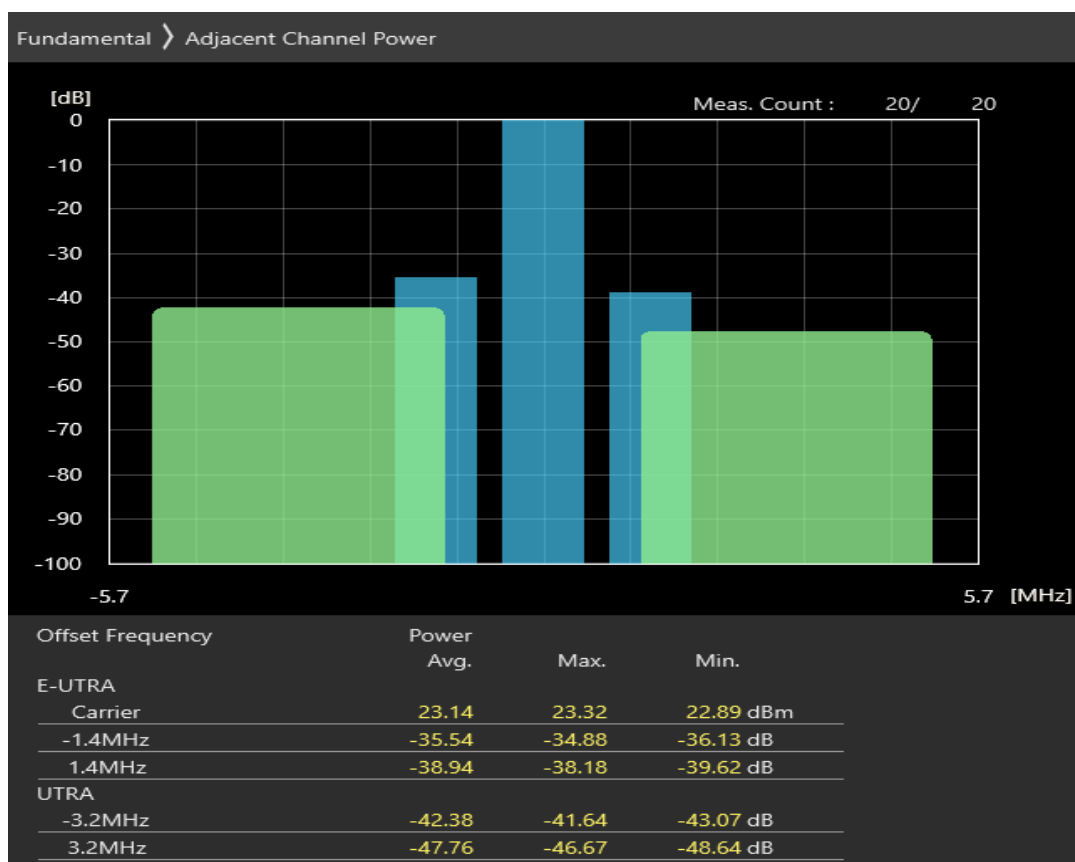 Fundamental ❯ Adjacent Channel Power
[dB]
Meas. Count : 20/ 20
0
-10
-20
-30
-40
-50
-60
-70
-80
-90
-100
-5.7 5.7 [MHz]
Offset Frequency Power
Avg. Max. Min.
E-UTRA
Carrier 23.14 23.32 22.89 dBm
-1.4MHz -35.54 -34.88 -36.13 dB
1.4MHz -38.94 -38.18 -39.62 dB
UTRA
-3.2MHz -42.38 -41.64 -43.07 dB
3.2MHz -47.76 -46.67 -48.64 dB